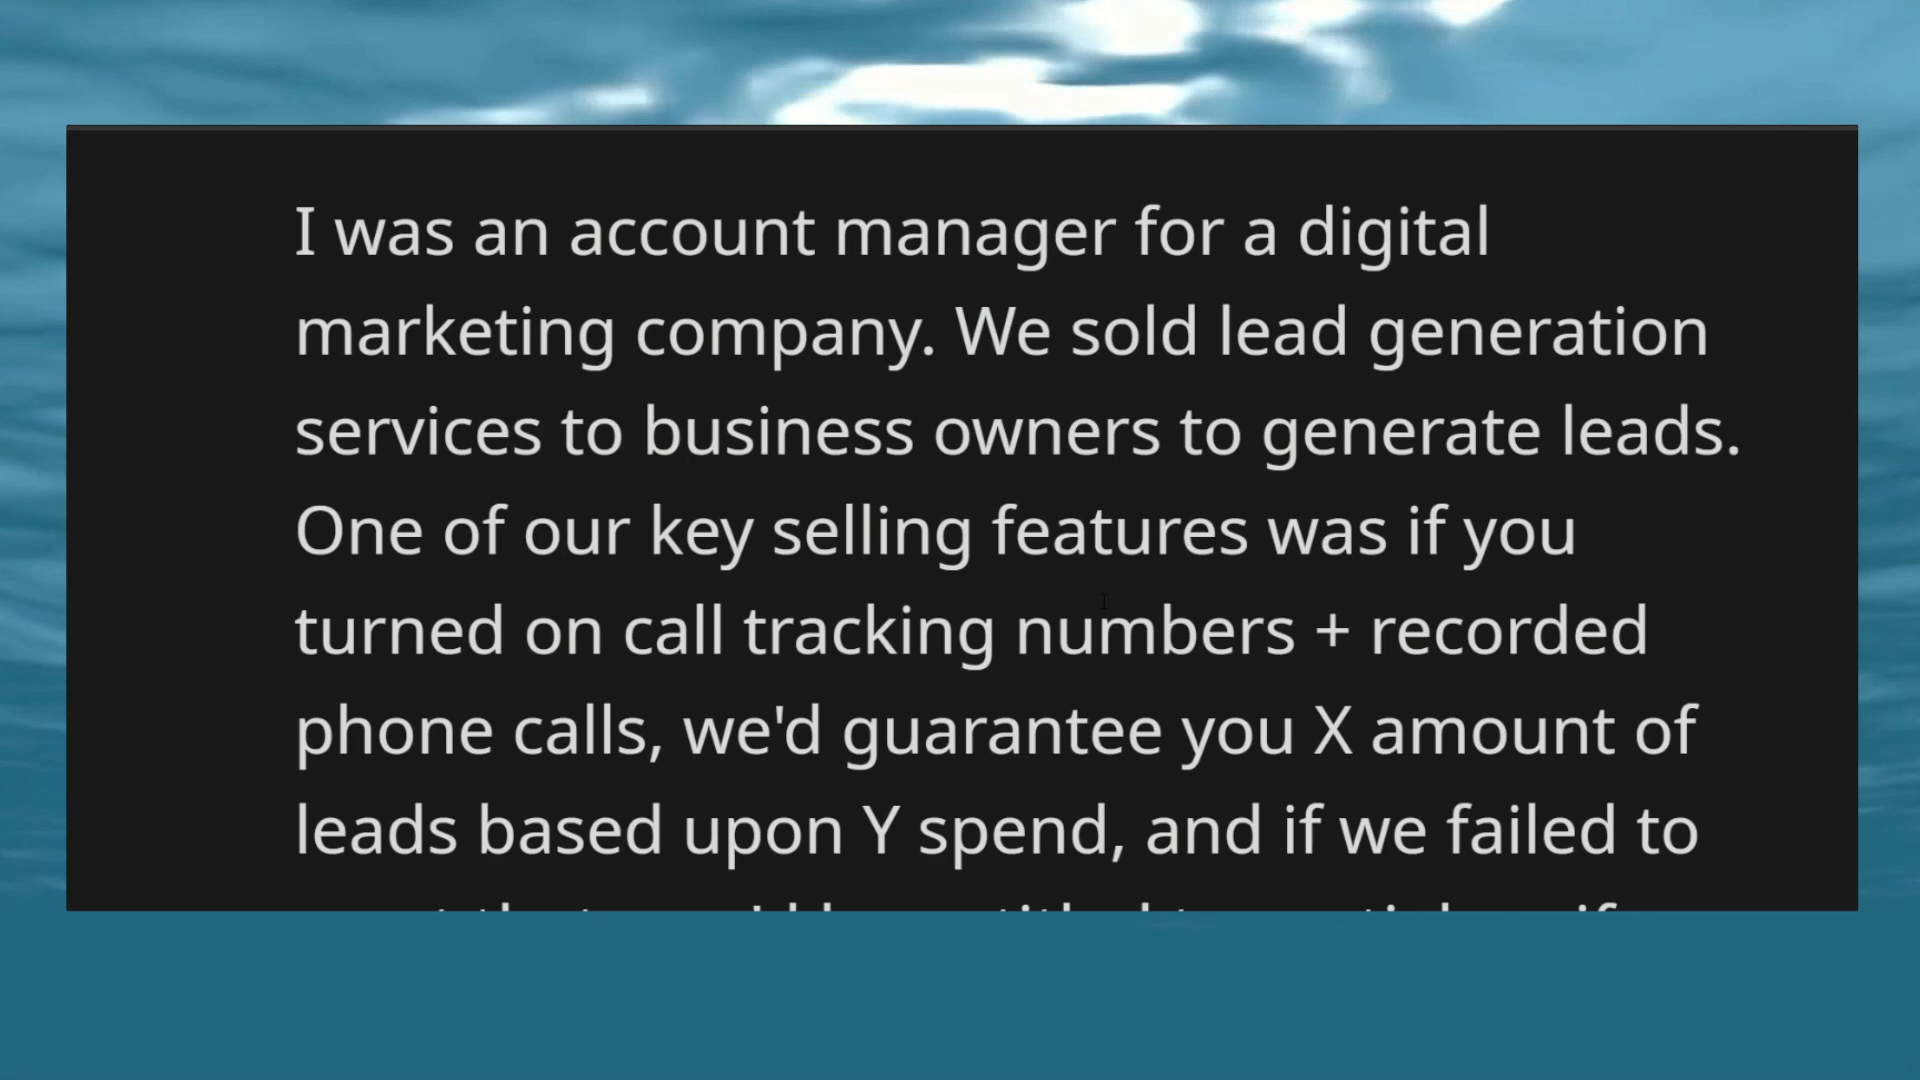 I was an account manager for a digital
marketing company. We sold lead generation
services to business owners to generate leads.
One of our key selling features was if you
turned on call tracking numbers + recorded
phone calls, we'd guarantee you X amount of
leads based upon Y spend, and if we failed to